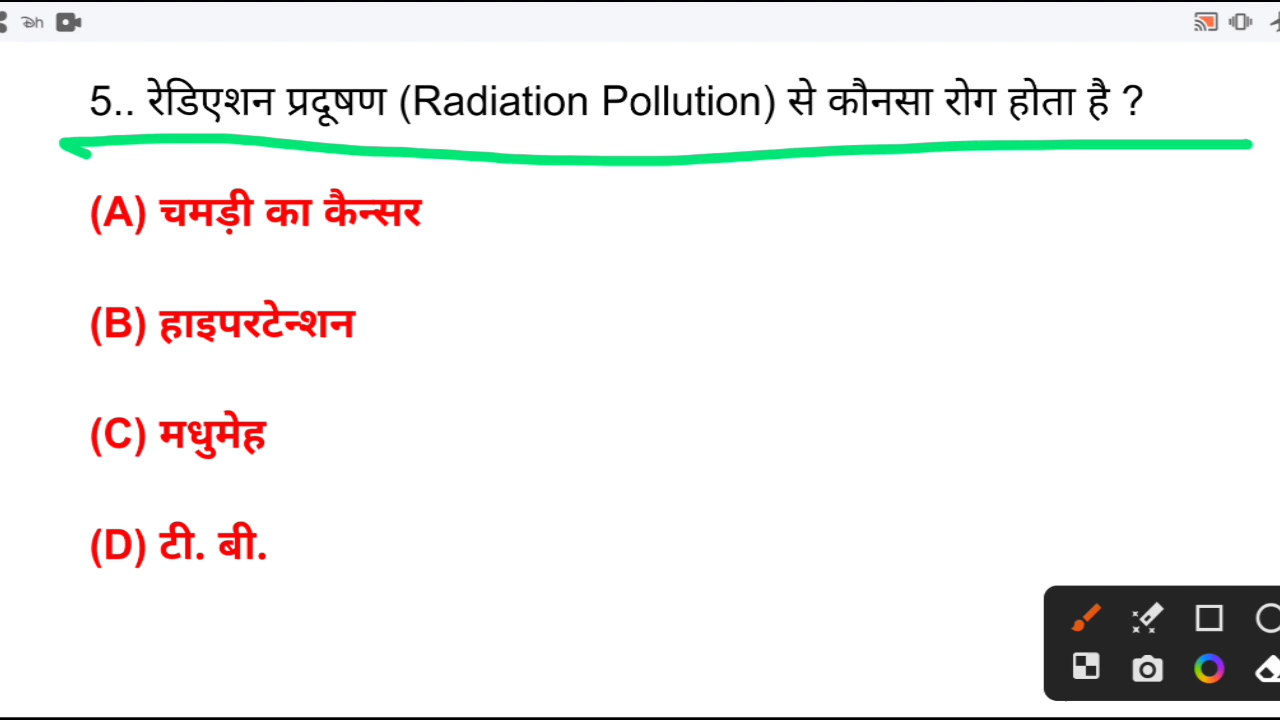 5.. रेडिएशन प्रदूषण (Radiation Pollution) से कौनसा रोग होता है ?
(A) चमड़ी का कैन्सर
(B) हाइपरटेन्शन
(C) मधुमेह
(D) टी. बी.